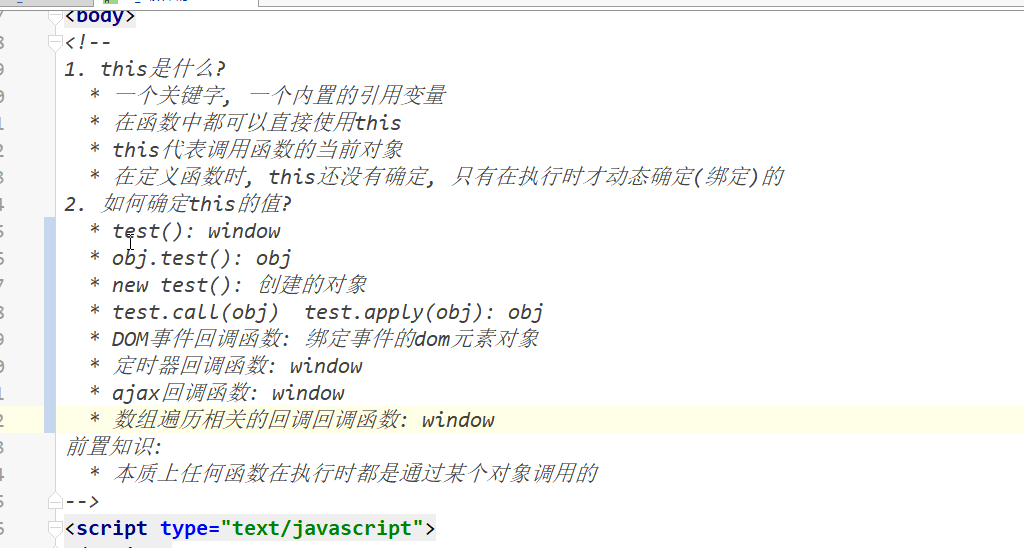 <body>
<!--
1. this是什么?
* 一个关键字, 一个内置的引用变量
* 在函数中都可以直接使用this
* this代表调用函数的当前对象
* 在定义函数时, this还没有确定, 只有在执行时才动态确定(绑定)的
2. 如何确定this的值?
* test(): window
* obj.test(): obj
* new test(): 创建的对象
* test.call(obj)  test.apply(obj): obj
* DOM事件回调函数: 绑定事件的dom元素对象
* 定时器回调函数: window
* ajax回调函数: window
* 数组遍历相关的回调回调函数: window
前置知识:
* 本质上任何函数在执行时都是通过某个对象调用的
-->
<script type="text/javascript">